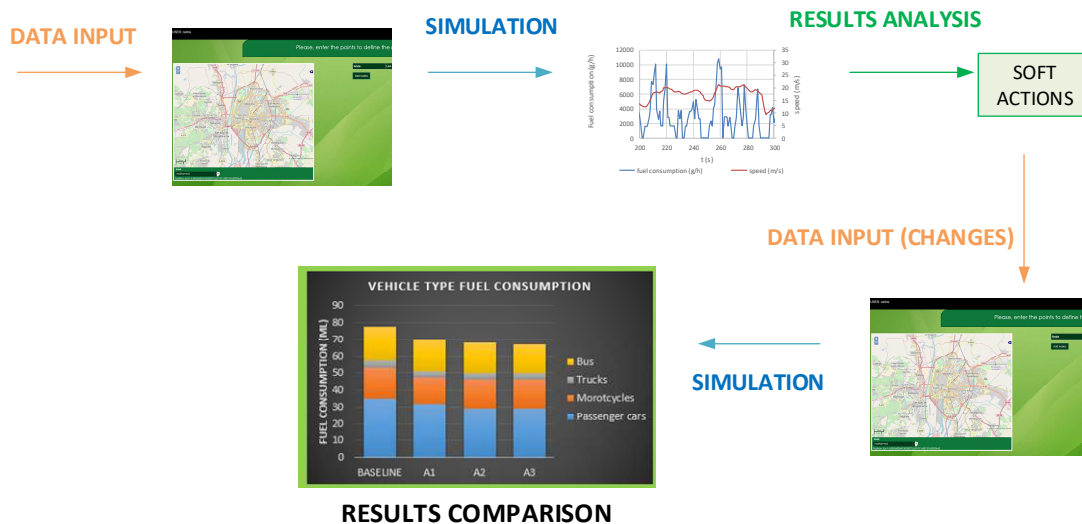 DATA INPUT
SIMULATION
RESULTS ANALYSIS
USER:
Please, enter the points to define the
12000
10000
8000
6000
4000
2000
0
Fuel consumption (g/h)
35
30
25
20
15
10
5
0
speed (m/s)
200 220 240 260 280 300
t (s)
fuel consumption (g/h) speed (m/s)
SOFT
ACTIONS
DATA INPUT (CHANGES)
USER:
Please, enter the points to define the
SIMULATION
VEHICLE TYPE FUEL CONSUMPTION
FUEL CONSUMPTION (ML)
90
80
70
60
50
40
30
20
10
0
BASELINE A1 A2 A3
Bus
Trucks
Morotcycles
Passenger cars
RESULTS COMPARISON